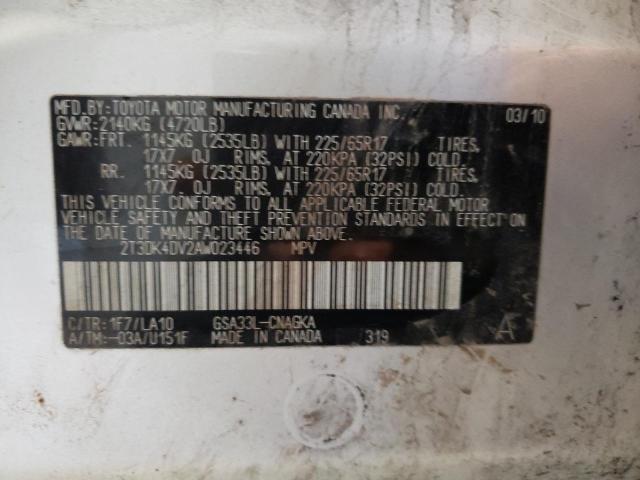 MFD.BY:TOYOTA MOTOR MANUFACTURING CANADA INC. 03/10
GVWR:2140KG (4720LB)
GAWR:FRT. 1145KG (2535LB) WITH 225/65R17 TIRES,
17X7.0J RIMS, AT 220KPA (32PSI) COLD.
RR. 1145KG (2535LB) WITH 225/65R17 TIRES,
17X7.0J RIMS, AT 220KPA (32PSI) COLD.
THIS VEHICLE CONFORMS TO ALL APPLICABLE FEDERAL MOTOR
VEHICLE SAFETY AND THEFT PREVENTION STANDARDS IN EFFECT ON
THE DATE OF MANUFACTURE SHOWN ABOVE.
2T3DK4DV2AW023446 MPV
C/TR:1F7/LA10 GSA33L-CNAGKA
A/TM:-03A/U151F MADE IN CANADA 319 A